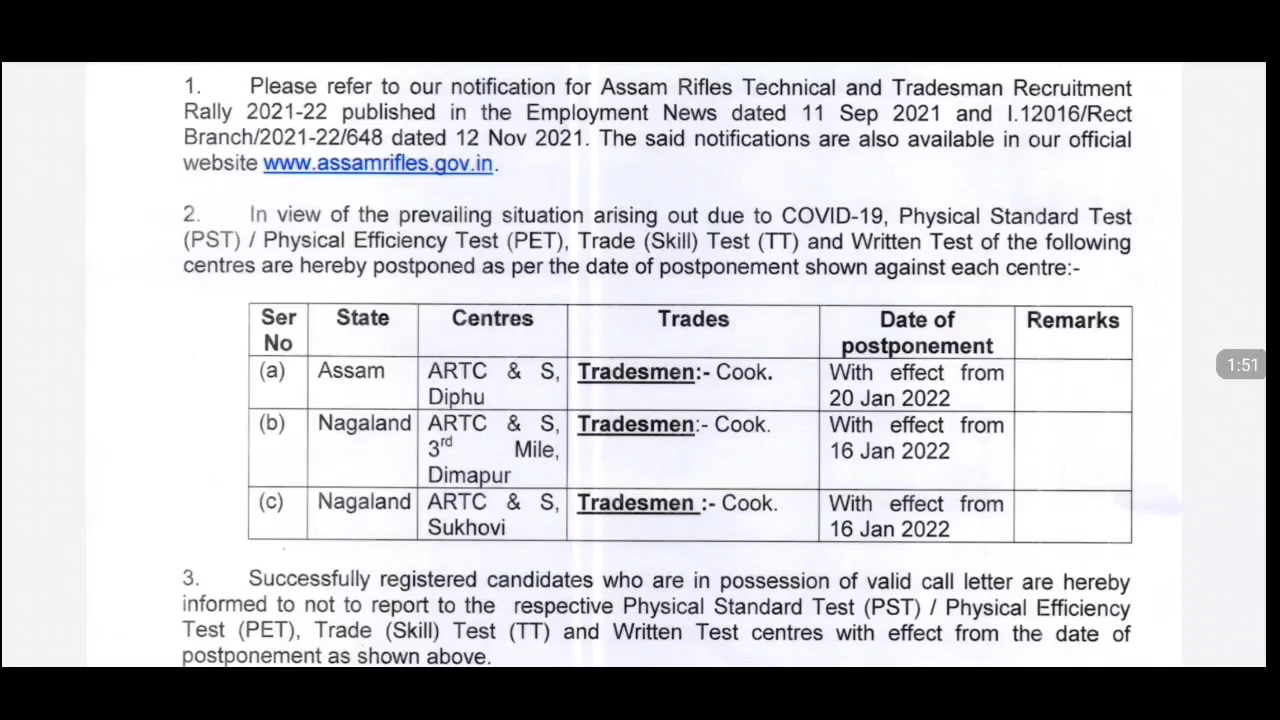 1. Please refer to our notification for Assam Rifles Technical and Tradesman Recruitment
Rally 2021-22 published in the Employment News dated 11 Sep 2021 and I.12016/Rect
Branch/2021-22/648 dated 12 Nov 2021. The said notifications are also available in our official
website www.assamrifles.gov.in.
2. In view of the prevailing situation arising out due to COVID-19, Physical Standard Test
(PST) / Physical Efficiency Test (PET), Trade (Skill) Test (TT) and Written Test of the following
centres are hereby postponed as per the date of postponement shown against each centre:-
Ser No State Centres Trades Date of postponement Remarks
(a) Assam ARTC & S, Diphu Tradesmen:- Cook. With effect from 20 Jan 2022
(b) Nagaland ARTC & S, 3rd Mile, Dimapur Tradesmen:- Cook. With effect from 16 Jan 2022
(c) Nagaland ARTC & S, Sukhovi Tradesmen :- Cook. With effect from 16 Jan 2022
1:51
3. Successfully registered candidates who are in possession of valid call letter are hereby
informed to not to report to the respective Physical Standard Test (PST) / Physical Efficiency
Test (PET), Trade (Skill) Test (TT) and Written Test centres with effect from the date of
postponement as shown above.